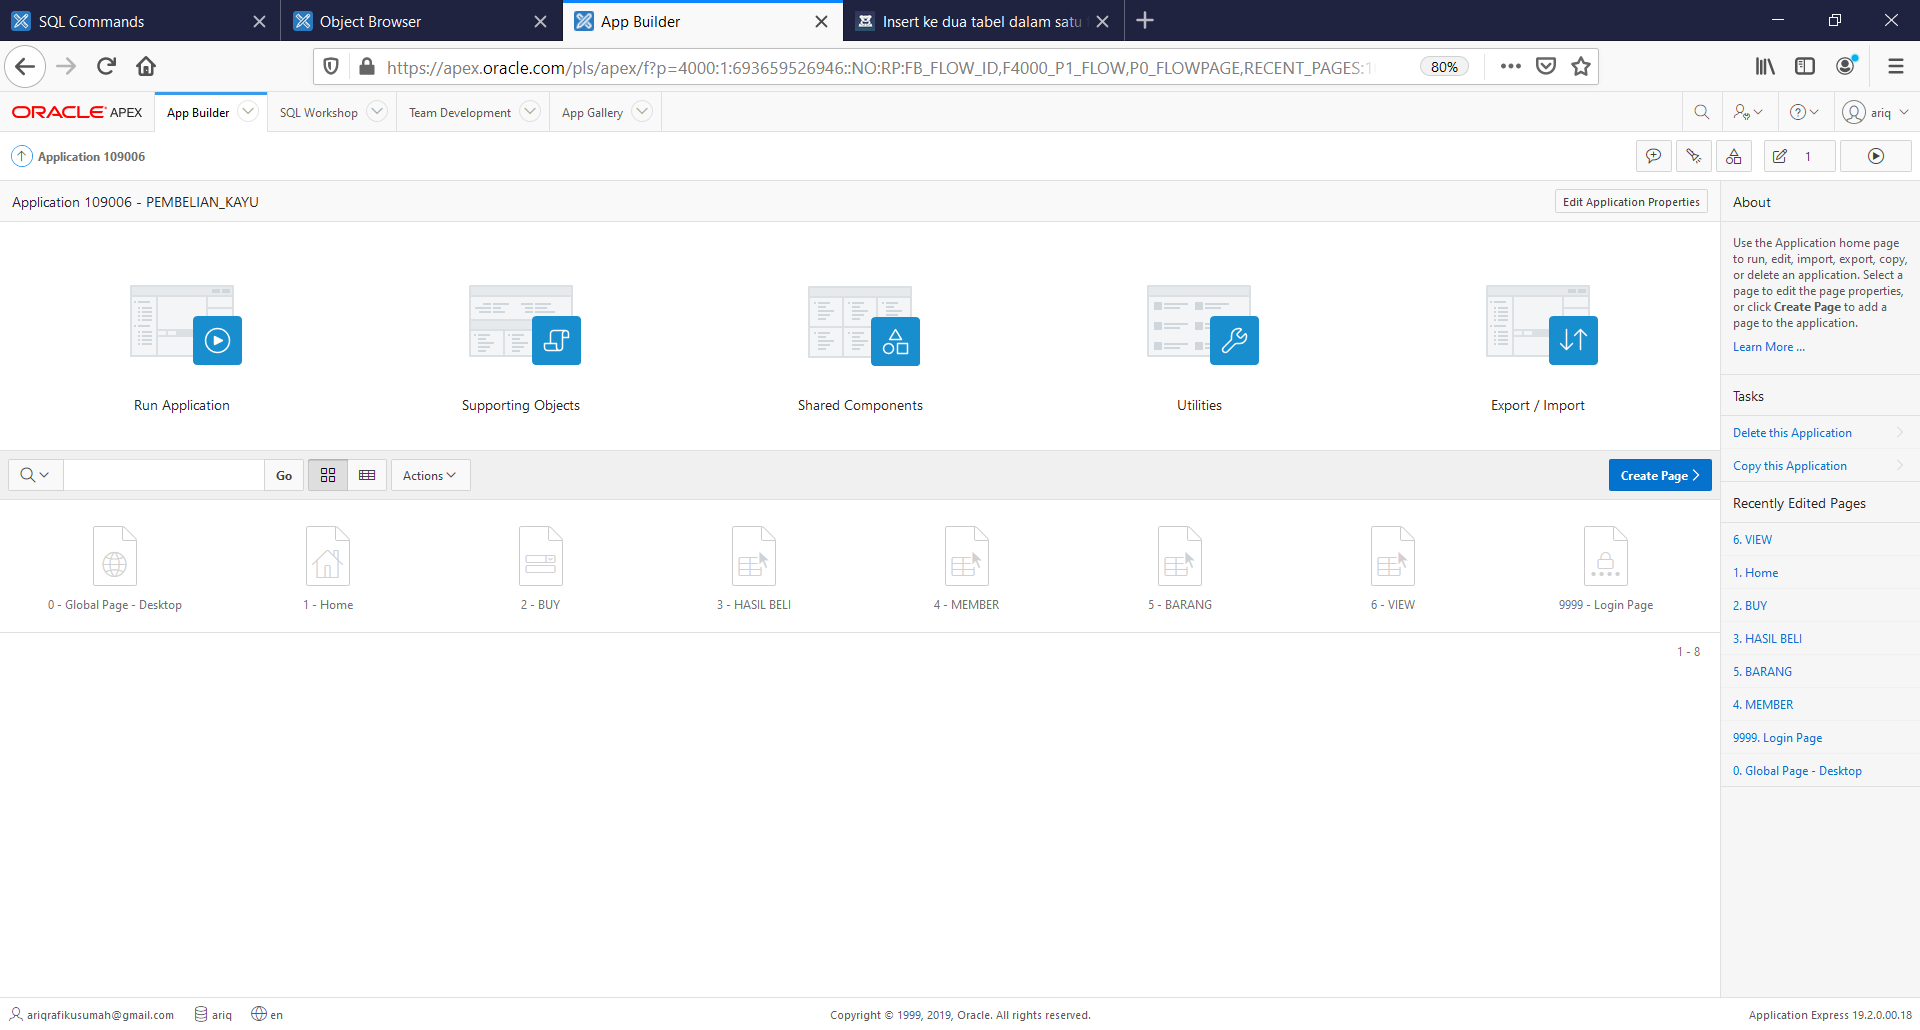 SQL Commands
Object Browser
App Builder
Insert ke dua tabel dalam satu
https://apex.oracle.com/pls/apex/f?p=4000:1:693659526946::NO:RP:FB_FLOW_ID,F4000_P1_FLOW,P0_FLOWPAGE,RECENT_PAGES:1
80%
ORACLE APEX
App Builder
SQL Workshop
Team Development
App Gallery
ariq
Application 109006
1
Application 109006 - PEMBELIAN_KAYU
Edit Application Properties
Run Application
Supporting Objects
Shared Components
Utilities
Export / Import
Go
Actions
Create Page
0 - Global Page - Desktop
1 - Home
2 - BUY
3 - HASIL BELI
4 - MEMBER
5 - BARANG
6 - VIEW
9999 - Login Page
1 - 8
About
Use the Application home page
to run, edit, import, export, copy,
or delete an application. Select a
page to edit the page properties,
or click Create Page to add a
page to the application.
Learn More ...
Tasks
Delete this Application
Copy this Application
Recently Edited Pages
6. VIEW
1. Home
2. BUY
3. HASIL BELI
5. BARANG
4. MEMBER
9999. Login Page
0. Global Page - Desktop
ariqrafikusumah@gmail.com
ariq
en
Copyright © 1999, 2019, Oracle. All rights reserved.
Application Express 19.2.0.00.18